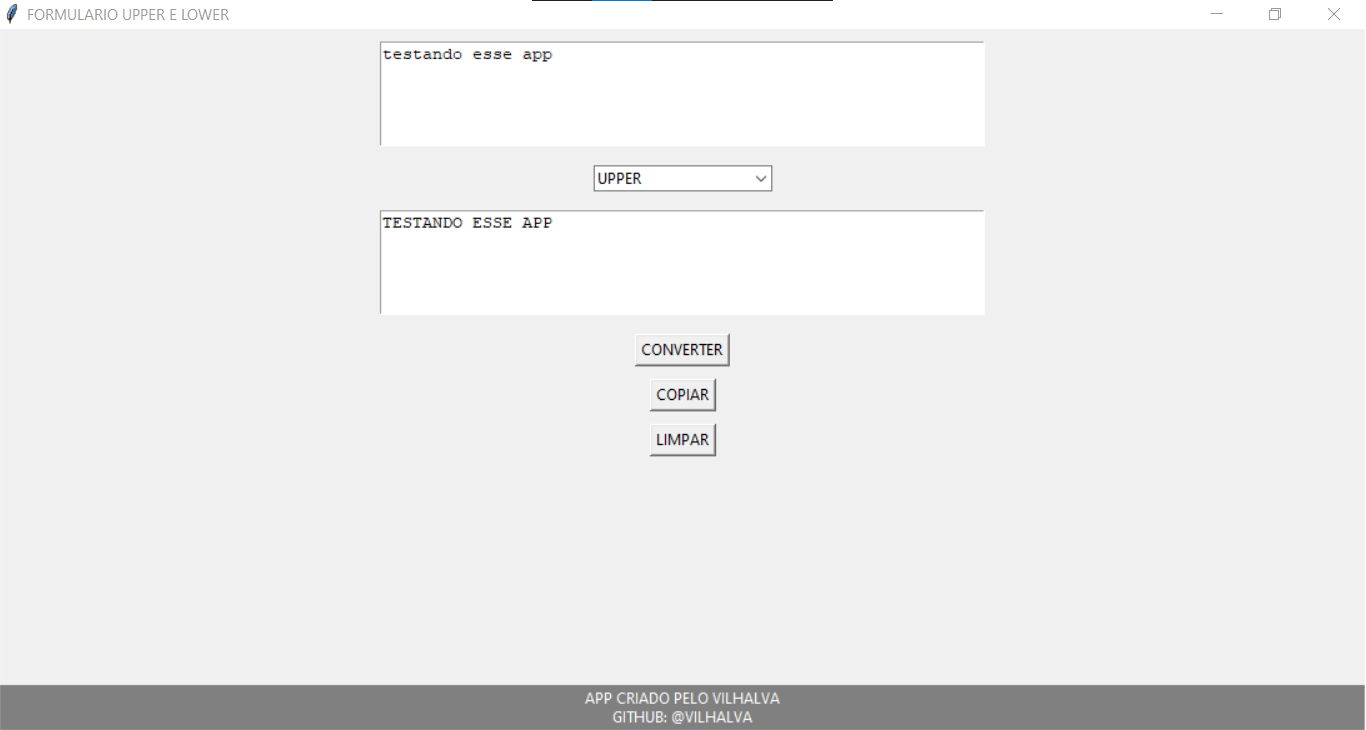 FORMULARIO UPPER E LOWER
testando esse app
UPPER
TESTANDO ESSE APP
CONVERTER
COPIAR
LIMPAR
APP CRIADO PELO VILHALVA
GITHUB: @VILHALVA